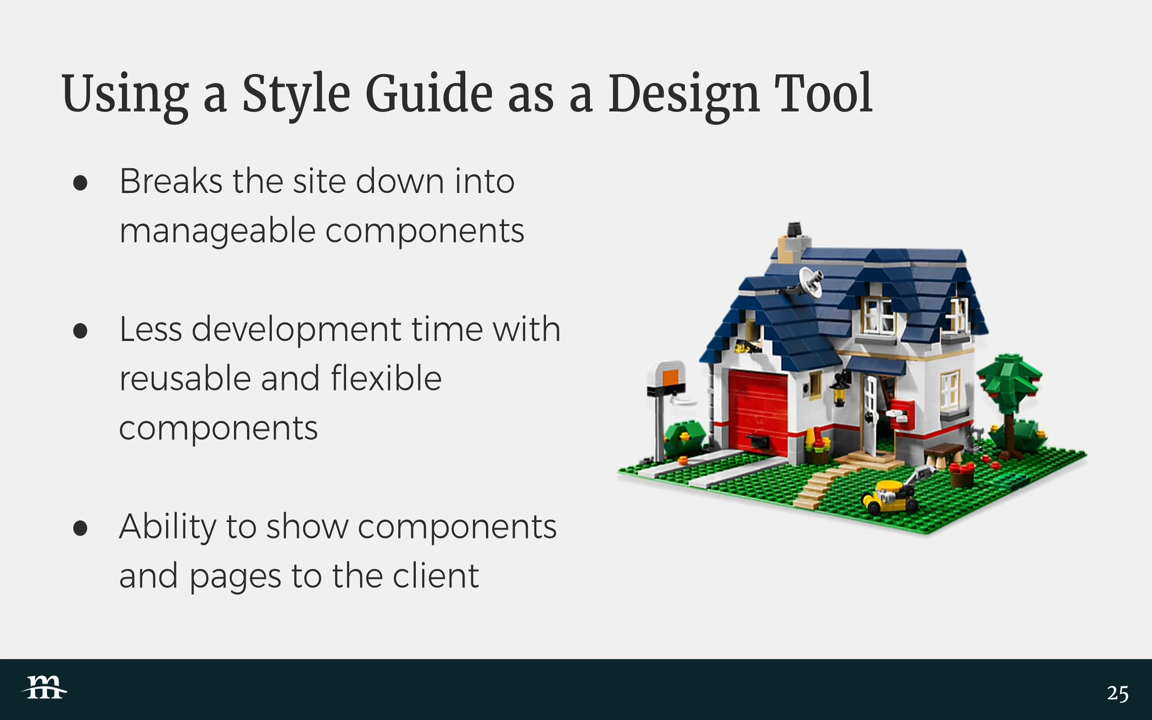 Using a Style Guide as a Design Tool
● Breaks the site down into
manageable components
● Less development time with
reusable and flexible
components
● Ability to show components
and pages to the client
m
25